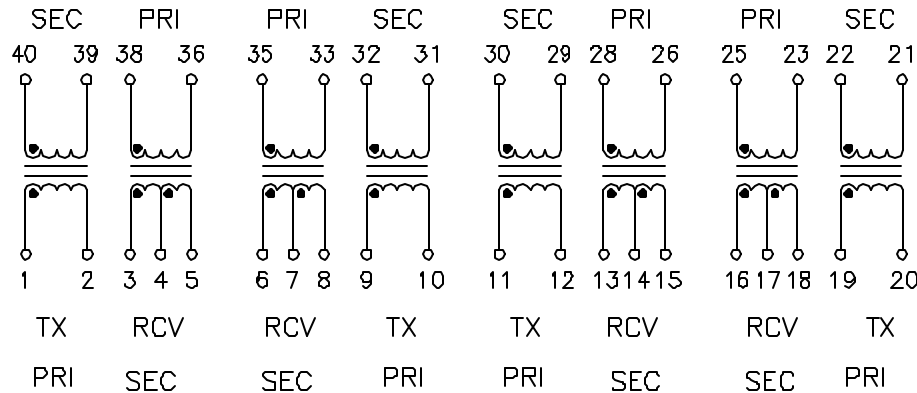 SEC PRI PRI SEC SEC PRI PRI SEC
40 39 38 36 35 33 32 31 30 29 28 26 25 23 22 21
1 2 3 4 5 6 7 8 9 10 11 12 13 14 15 16 17 18 19 20
TX RCV RCV TX TX RCV RCV TX
PRI SEC SEC PRI PRI SEC SEC PRI